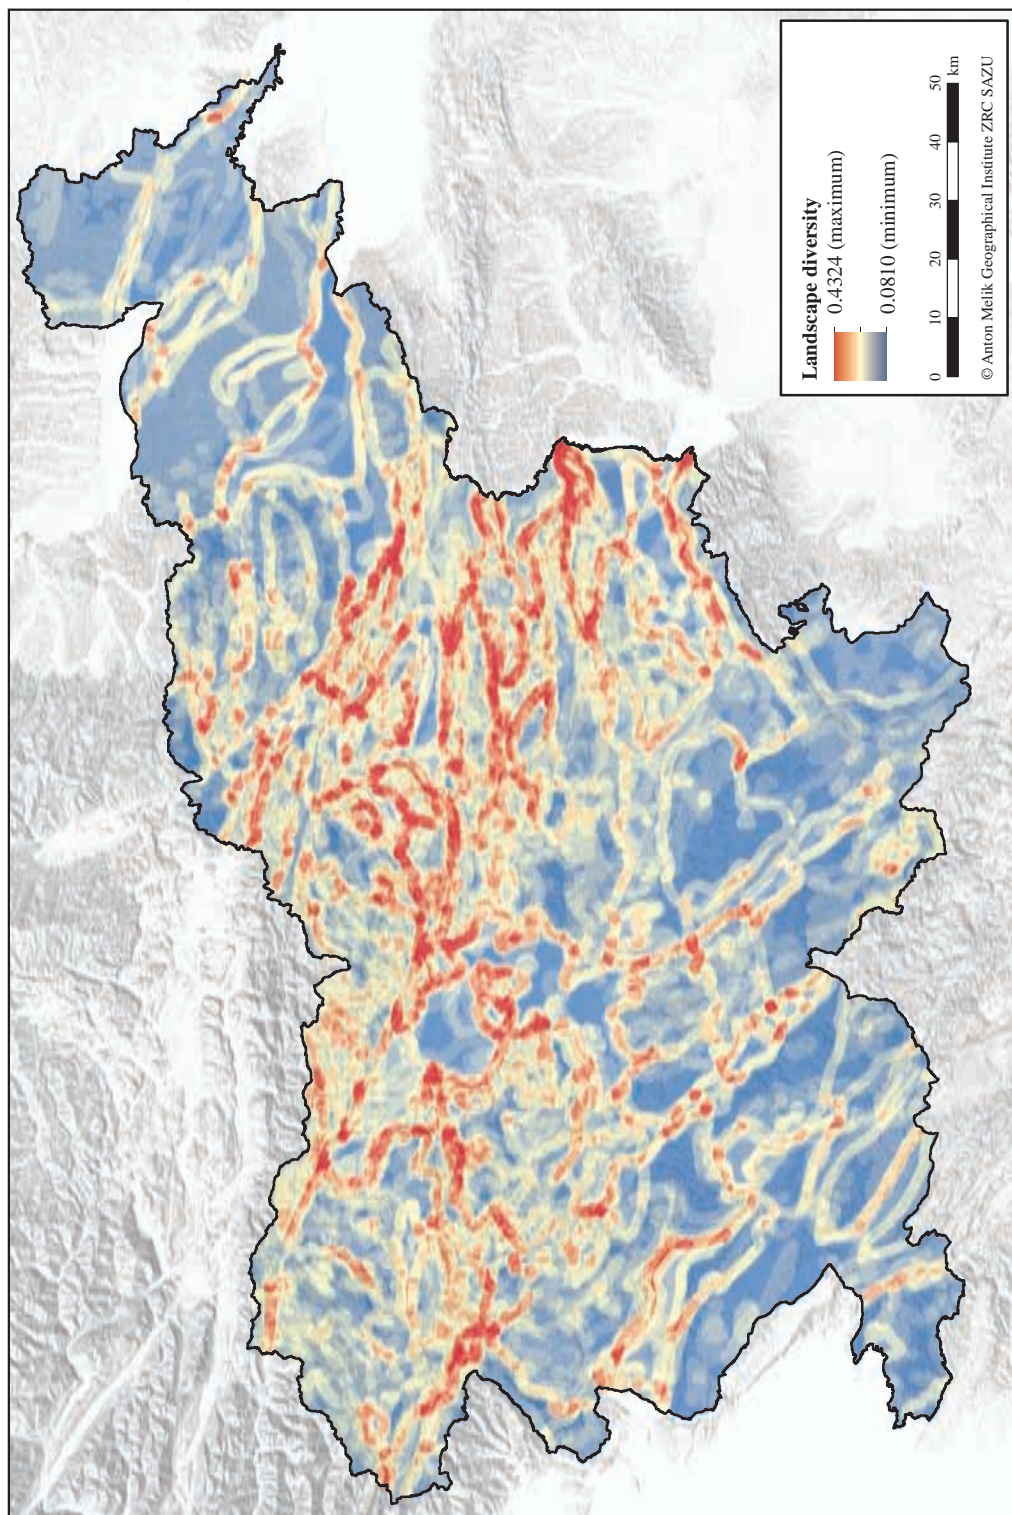 Landscape diversity
0.4324 (maximum)
0.0810 (minimum)
0 10 20 30 40 50
km
© Anton Melik Geographical Institute ZRC SAZU